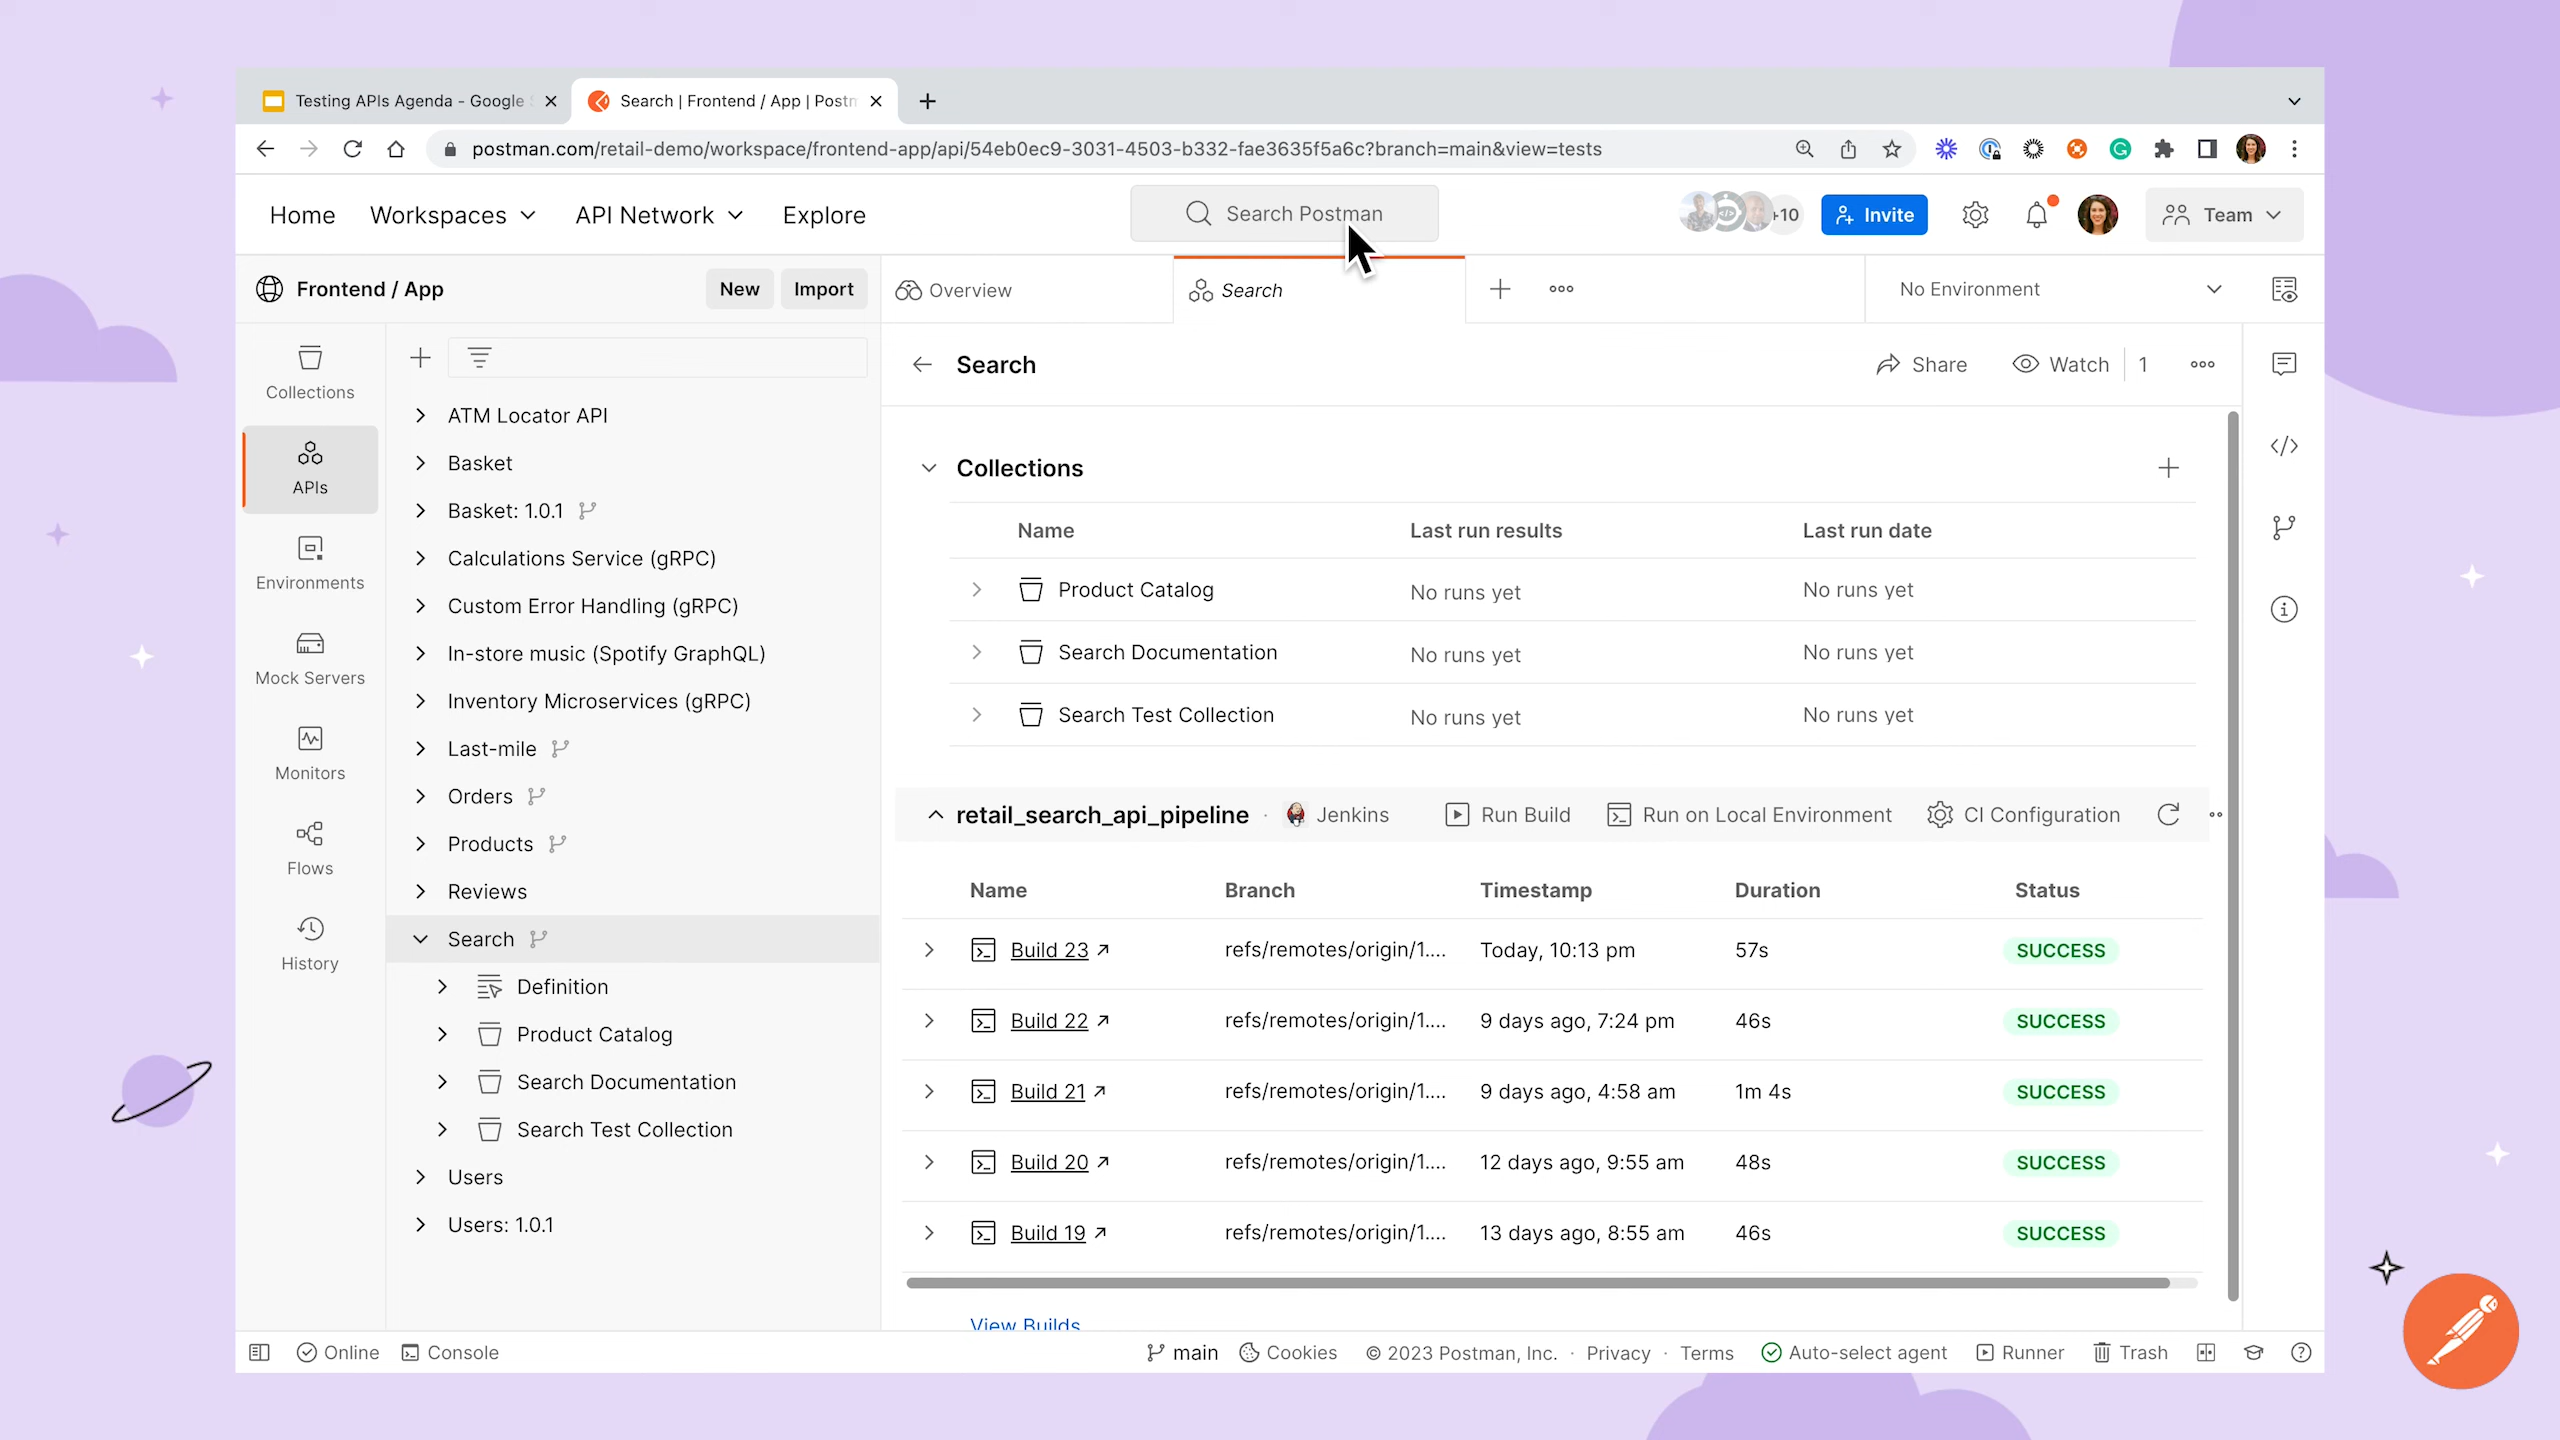 Testing APIs Agenda - Google
Search | Frontend / App | Postm
postman.com/retail-demo/workspace/frontend-app/api/54eb0ec9-3031-4503-b332-fae3635f5a6c?branch=main&view=tests
Home Workspaces API Network Explore Search Postman +10 Invite Team
Frontend / App New Import Overview Search No Environment
Collections
APIs
Environments
Mock Servers
Monitors
Flows
History
ATM Locator API
Basket
Basket: 1.0.1
Calculations Service (gRPC)
Custom Error Handling (gRPC)
In-store music (Spotify GraphQL)
Inventory Microservices (gRPC)
Last-mile
Orders
Products
Reviews
Search
Definition
Product Catalog
Search Documentation
Search Test Collection
Users
Users: 1.0.1
Search Share Watch 1
Collections
Name Last run results Last run date
Product Catalog No runs yet No runs yet
Search Documentation No runs yet No runs yet
Search Test Collection No runs yet No runs yet
retail_search_api_pipeline · Jenkins Run Build Run on Local Environment CI Configuration
Name Branch Timestamp Duration Status
Build 23 refs/remotes/origin/1.... Today, 10:13 pm 57s SUCCESS
Build 22 refs/remotes/origin/1.... 9 days ago, 7:24 pm 46s SUCCESS
Build 21 refs/remotes/origin/1.... 9 days ago, 4:58 am 1m 4s SUCCESS
Build 20 refs/remotes/origin/1.... 12 days ago, 9:55 am 48s SUCCESS
Build 19 refs/remotes/origin/1.... 13 days ago, 8:55 am 46s SUCCESS
View Builds
Online Console main Cookies © 2023 Postman, Inc. · Privacy · Terms Auto-select agent Runner Trash